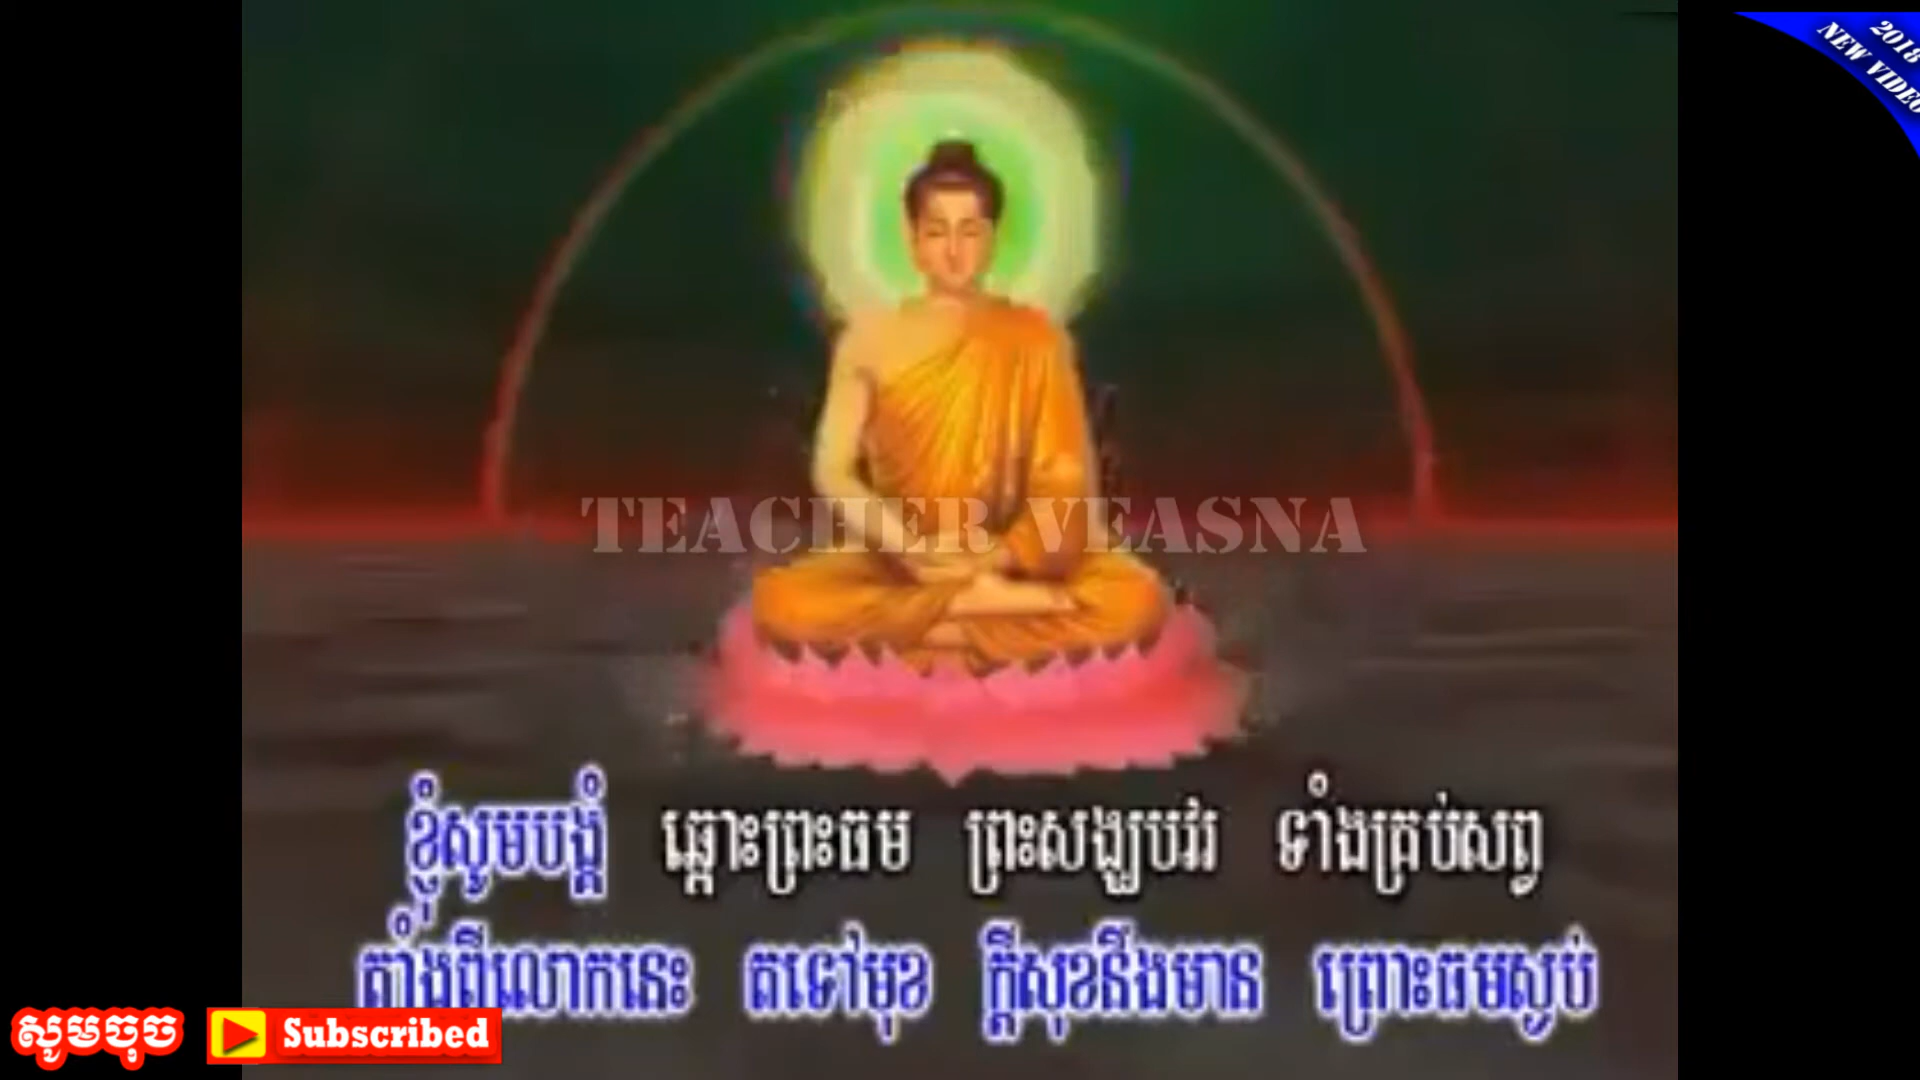 2018
NEW VIDEO
TEACHER VEASNA
ខ្ញុំសូមបង្គំ ឆ្ពោះព្រះធម ព្រះសង្ឃបវរ ទាំងគ្រប់សព្វ
តាំងពីលោកនេះ តទៅមុខ ក្តីសុខនឹងមាន ព្រោះធមស្ងប់
សូមចុច Subscribed